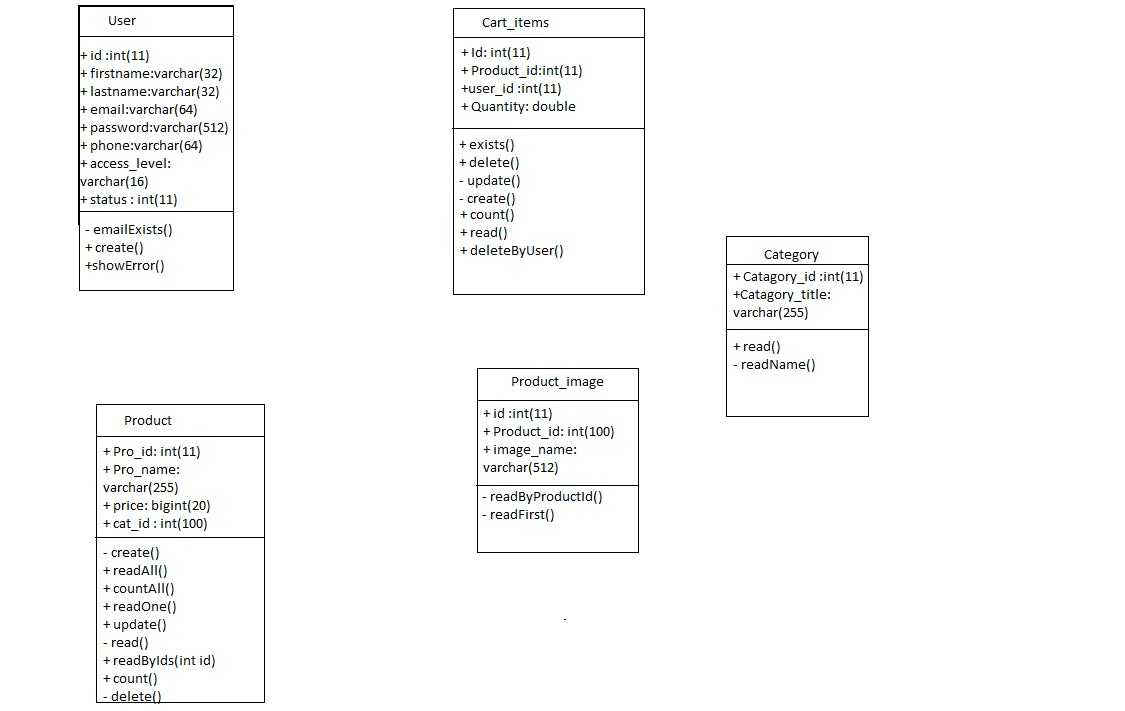 User
+ id :int(11)
+ firstname:varchar(32)
+ lastname:varchar(32)
+ email:varchar(64)
+ password:varchar(512)
+ phone:varchar(64)
+ access_level:
varchar(16)
+ status : int(11)
- emailExists()
+ create()
+showError()
Cart_items
+ Id: int(11)
+ Product_id:int(11)
+user_id :int(11)
+ Quantity: double
+ exists()
+ delete()
- update()
- create()
+ count()
+ read()
+ deleteByUser()
Category
+ Catagory_id :int(11)
+Catagory_title:
varchar(255)
+ read()
- readName()
Product_image
+ id :int(11)
+ Product_id: int(100)
+ image_name:
varchar(512)
- readByProductId()
- readFirst()
Product
+ Pro_id: int(11)
+ Pro_name:
varchar(255)
+ price: bigint(20)
+ cat_id : int(100)
- create()
+ readAll()
+ countAll()
+ readOne()
+ update()
- read()
+ readByIds(int id)
+ count()
- delete()